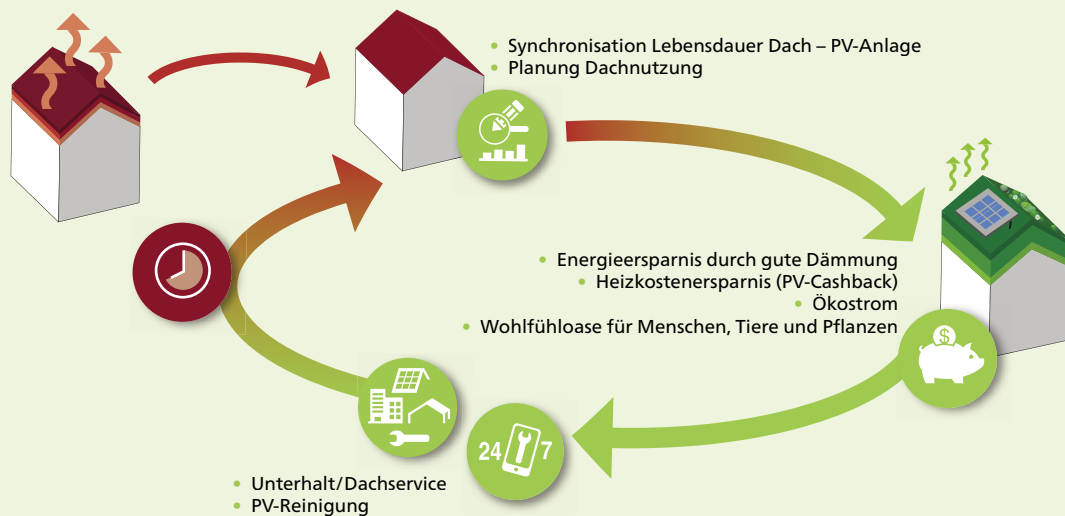 • Synchronisation Lebensdauer Dach – PV-Anlage
• Planung Dachnutzung
• Energieersparnis durch gute Dämmung
• Heizkostenersparnis (PV-Cashback)
• Ökostrom
• Wohlfühloase für Menschen, Tiere und Pflanzen
$
24 7
• Unterhalt/Dachservice
• PV-Reinigung